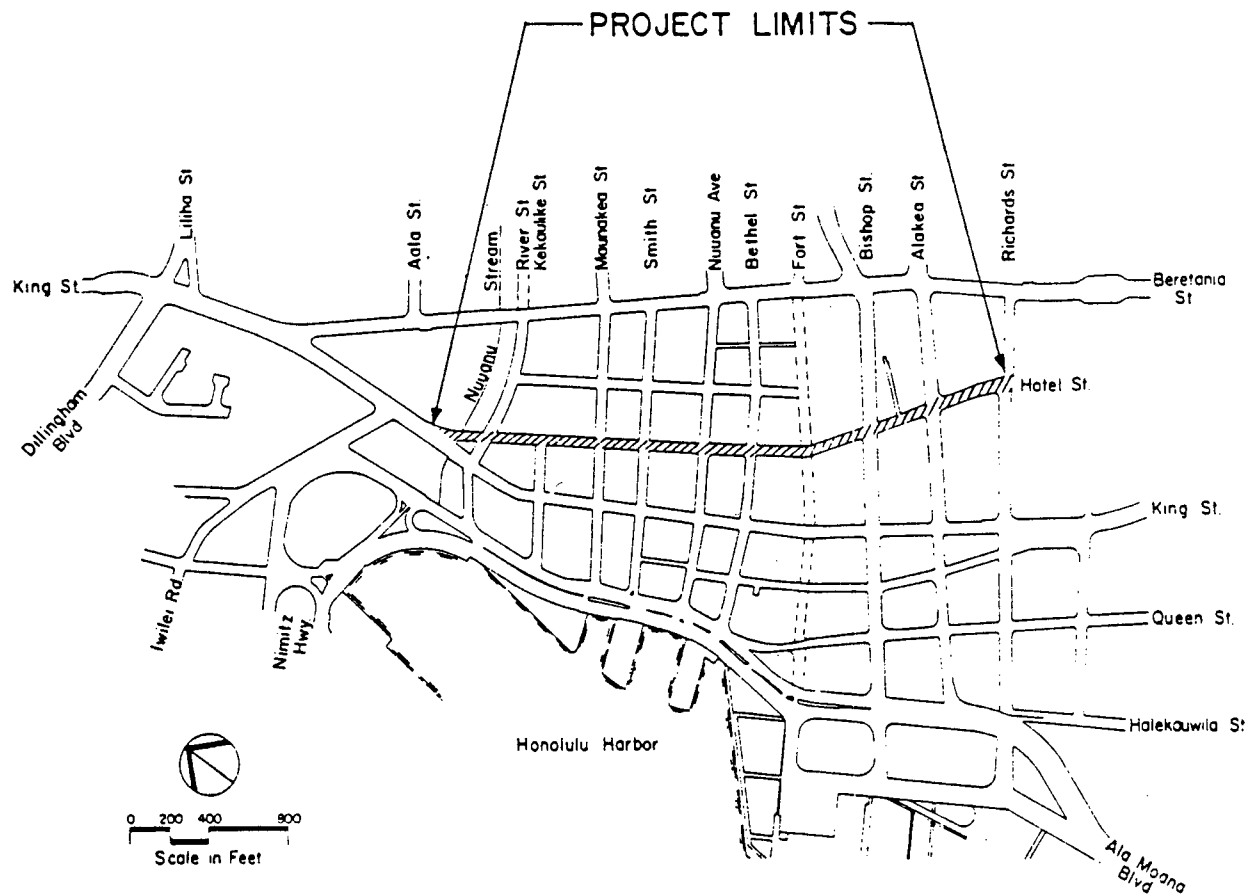 PROJECT LIMITS
Liliha St
Aala St.
Stream
River St
Kekaulike St
Maunakea St
Smith St
Nuuanu Ave
Bethel St
Fort St
Bishop St.
Alakea St
Richards St
King St.
Beretania
St
Nuuanu
Hotel St.
Dillingham
Blvd
King St.
Iwilei Rd
Nimitz
Hwy
Queen St.
Halekauwila St
Honolulu Harbor
0 200 400 800
Scale in Feet
Ala Moana
Blvd